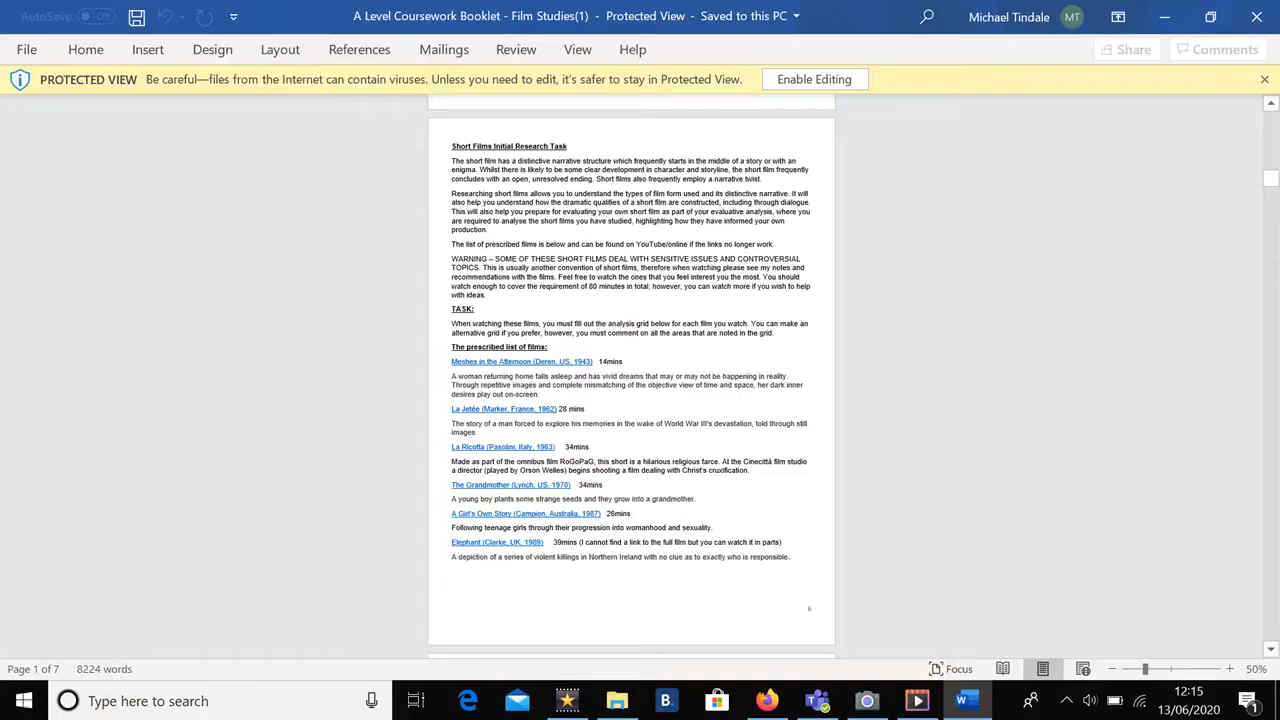 AutoSave Off
A Level Coursework Booklet - Film Studies - Protected View - Saved to this PC
Michael Tindale
MT
File Home Insert Design Layout References Mailings Review View Help Share Comments
PROTECTED VIEW Be careful—files from the Internet can contain viruses. Unless you need to edit, it's safer to stay in Protected View. Enable Editing
Short Films Initial Research Task
The short film has a distinctive narrative structure which frequently starts in the middle of a story or with an
enigma. Whilst there is likely to be some clear development in character and storyline, the short film frequently
concludes with an open, unresolved ending. Short films also frequently employ a narrative twist.
Researching short films allows you to understand the types of film form used and its distinctive narrative. It will
also help you understand how the dramatic qualities of a short film are constructed, including through dialogue.
This will also help you prepare for evaluating your own short film as part of your evaluative analysis, where you
are required to analyse the short films you have studied, highlighting how they have informed your own
production.
The list of prescribed films is below and can be found on YouTube/online if the links no longer work.
WARNING – SOME OF THESE SHORT FILMS DEAL WITH SENSITIVE ISSUES AND CONTROVERSIAL
TOPICS. This is usually another convention of short films, therefore when watching please see my notes and
recommendations with the films. Feel free to watch the ones that you feel interest you the most. You should
watch enough to cover the requirement of 80 minutes in total; however, you can watch more if you wish to help
with ideas.
TASK:
When watching these films, you must fill out the analysis grid below for each film you watch. You can make an
alternative grid if you prefer, however, you must comment on all the areas that are noted in the grid.
The prescribed list of films:
Meshes in the Afternoon (Deren, US, 1943) 14mins
A woman returning home falls asleep and has vivid dreams that may or may not be happening in reality.
Through repetitive images and complete mismatching of the objective view of time and space, her dark inner
desires play out on-screen.
La Jetée (Marker, France, 1962) 28 mins
The story of a man forced to explore his memories in the wake of World War III's devastation, told through still
images.
La Ricotta (Pasolini, Italy, 1963) 34mins
Made as part of the omnibus film RoGoPaG, this short is a hilarious religious farce. At the Cinecittà film studio
a director (played by Orson Welles) begins shooting a film dealing with Christ's cruxification.
The Grandmother (Lynch, US, 1970) 34mins
A young boy plants some strange seeds and they grow into a grandmother.
A Girl's Own Story (Campion, Australia, 1987) 26mins
Following teenage girls through their progression into womanhood and sexuality.
Elephant (Clarke, UK, 1989) 39mins (I cannot find a link to the full film but you can watch it in parts)
A depiction of a series of violent killings in Northern Ireland with no clue as to exactly who is responsible.
6
Page 1 of 7 8224 words Focus 50%
Type here to search
12:15
13/06/2020